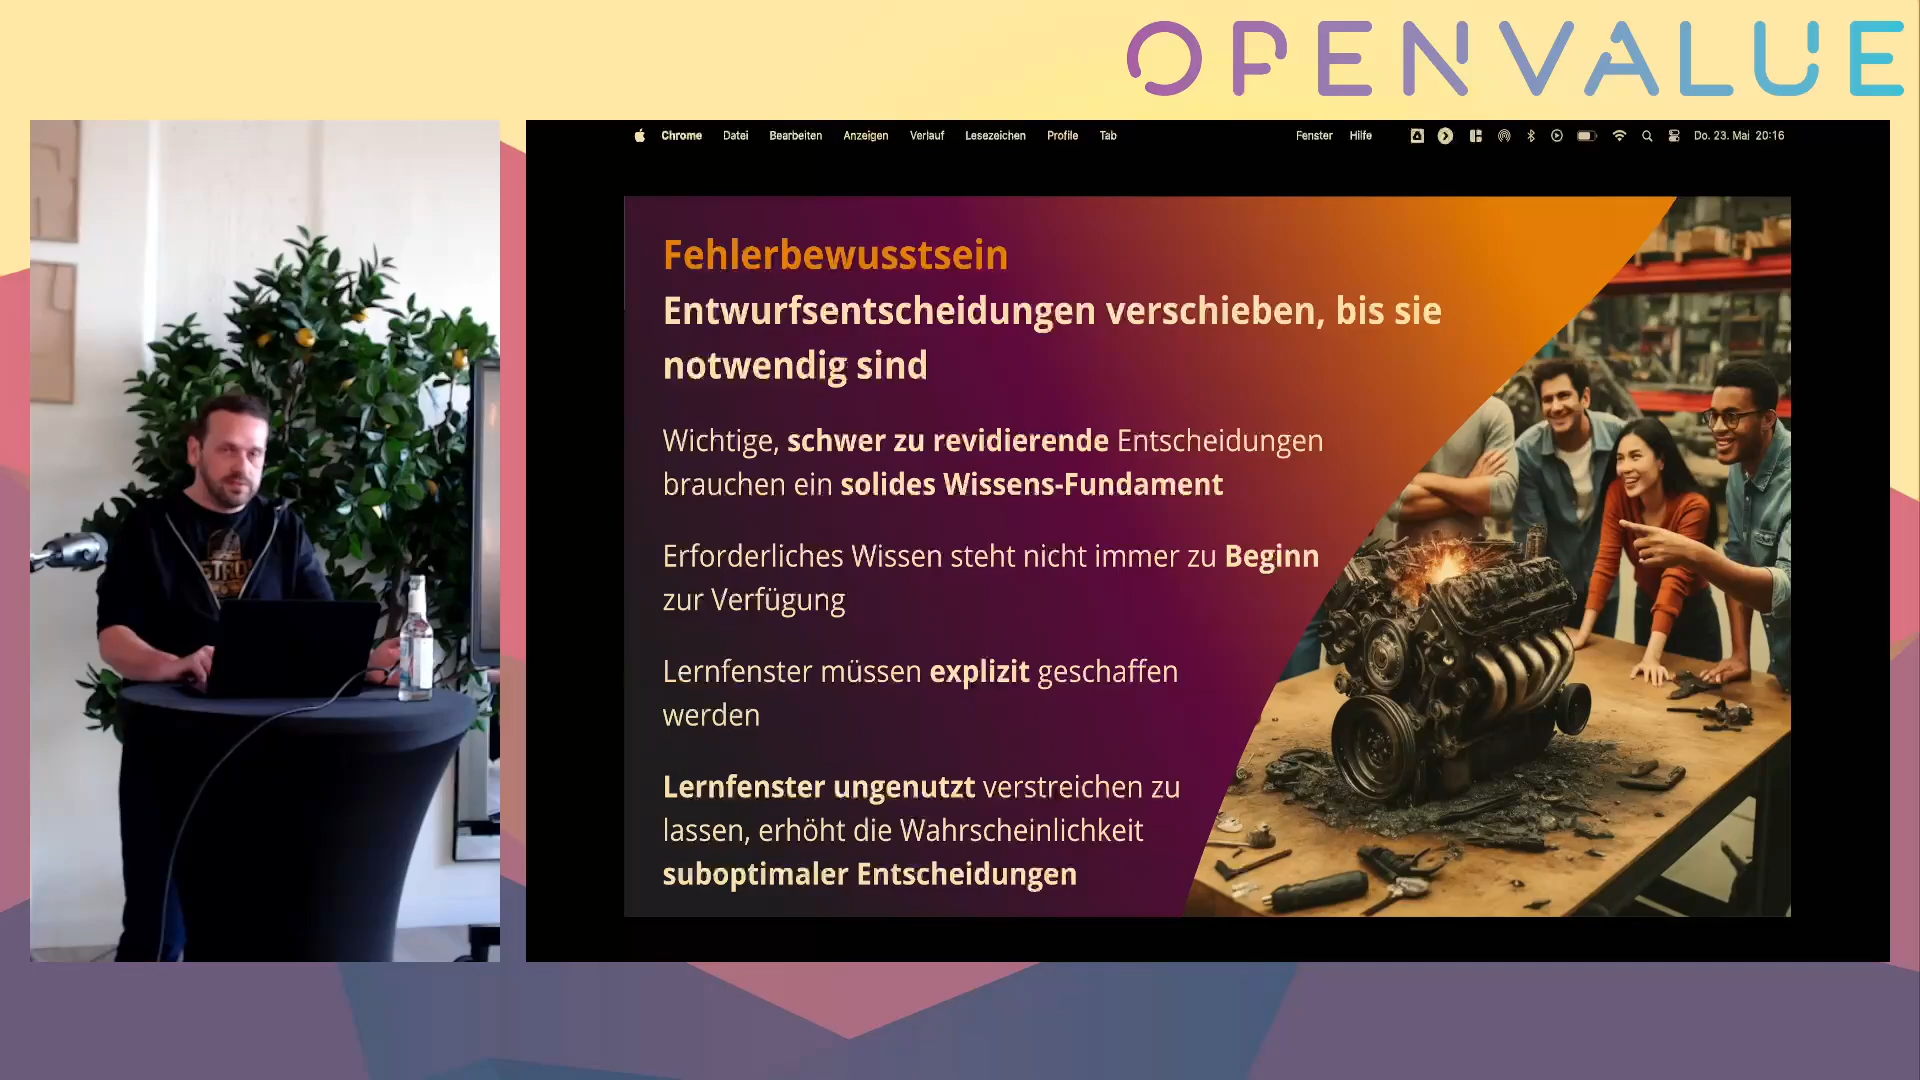 OPENVALUE
Chrome Datei Bearbeiten Anzeigen Verlauf Lesezeichen Profile Tab Fenster Hilfe Do. 23. Mai 20:16
Fehlerbewusstsein
Entwurfsentscheidungen verschieben, bis sie
notwendig sind
Wichtige, schwer zu revidierende Entscheidungen
brauchen ein solides Wissens-Fundament
Erforderliches Wissen steht nicht immer zu Beginn
zur Verfügung
Lernfenster müssen explizit geschaffen
werden
Lernfenster ungenutzt verstreichen zu
lassen, erhöht die Wahrscheinlichkeit
suboptimaler Entscheidungen